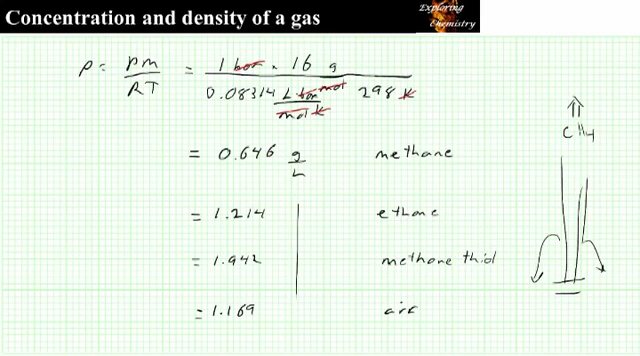 Concentration and density of a gas
Exploring
Chemistry
ρ = pm / RT = 1 bar × 16 g / 0.08314 L bar mol / mol K 298 K
CH4
= 0.646 g / L methane
= 1.214 ethane
= 1.942 methane thiol
= 1.169 air